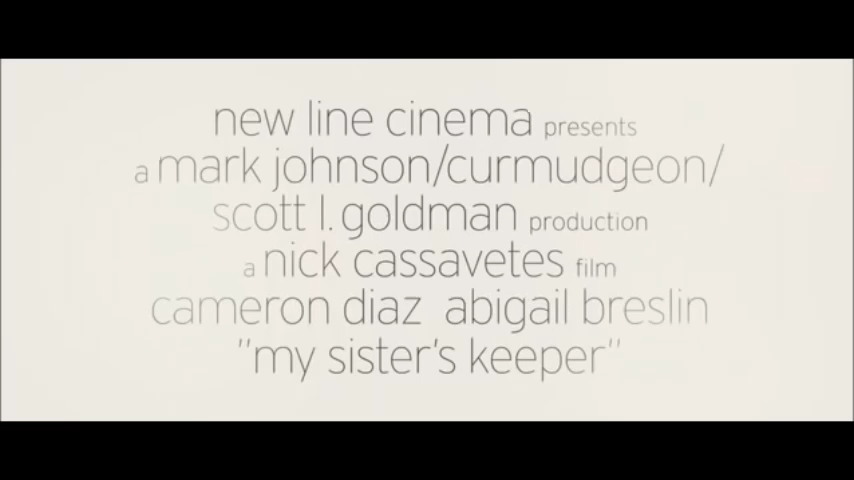 new line cinema presents
a mark johnson/curmudgeon/
scott l. goldman production
a nick cassavetes film
cameron diaz abigail breslin
"my sister's keeper"